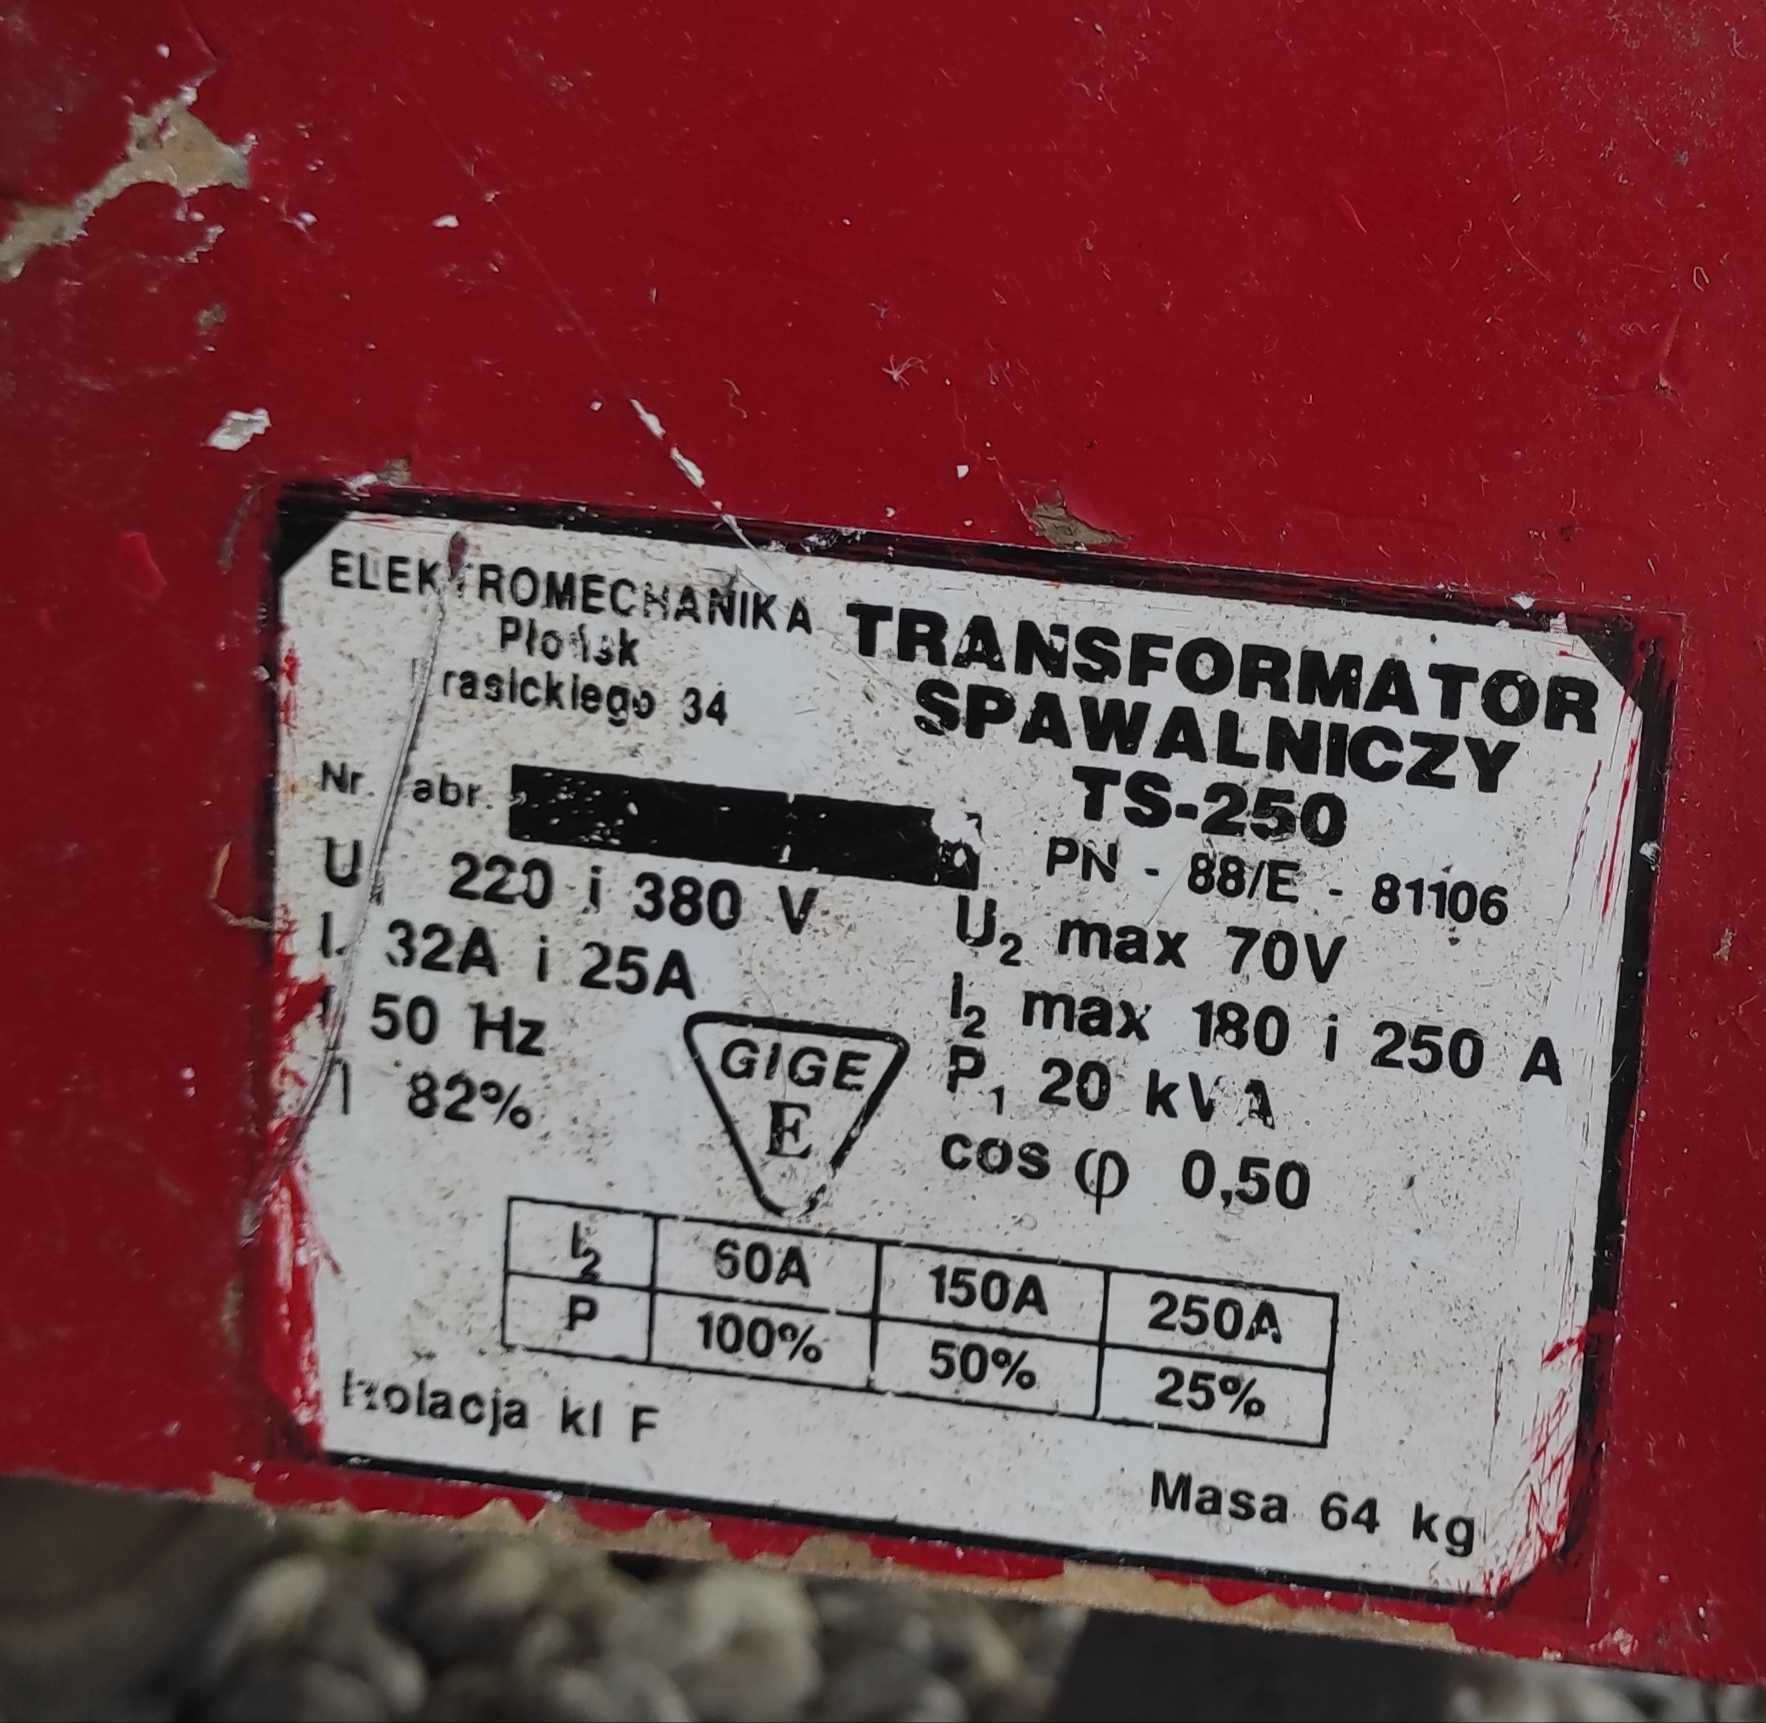 ELEKTROMECHANIKA
Płońsk
rasickiego 34
TRANSFORMATOR
SPAWALNICZY
TS-250
Nr. fabr.
PN - 88/E - 81106
U₁ 220 i 380 V
U₂ max 70V
I. 32A i 25A
I₂ max 180 i 250 A
50 Hz
P₁ 20 kVA
82%
cos φ 0,50
GIGE
E
I₂ 60A 150A 250A
P 100% 50% 25%
Izolacja kl F
Masa 64 kg